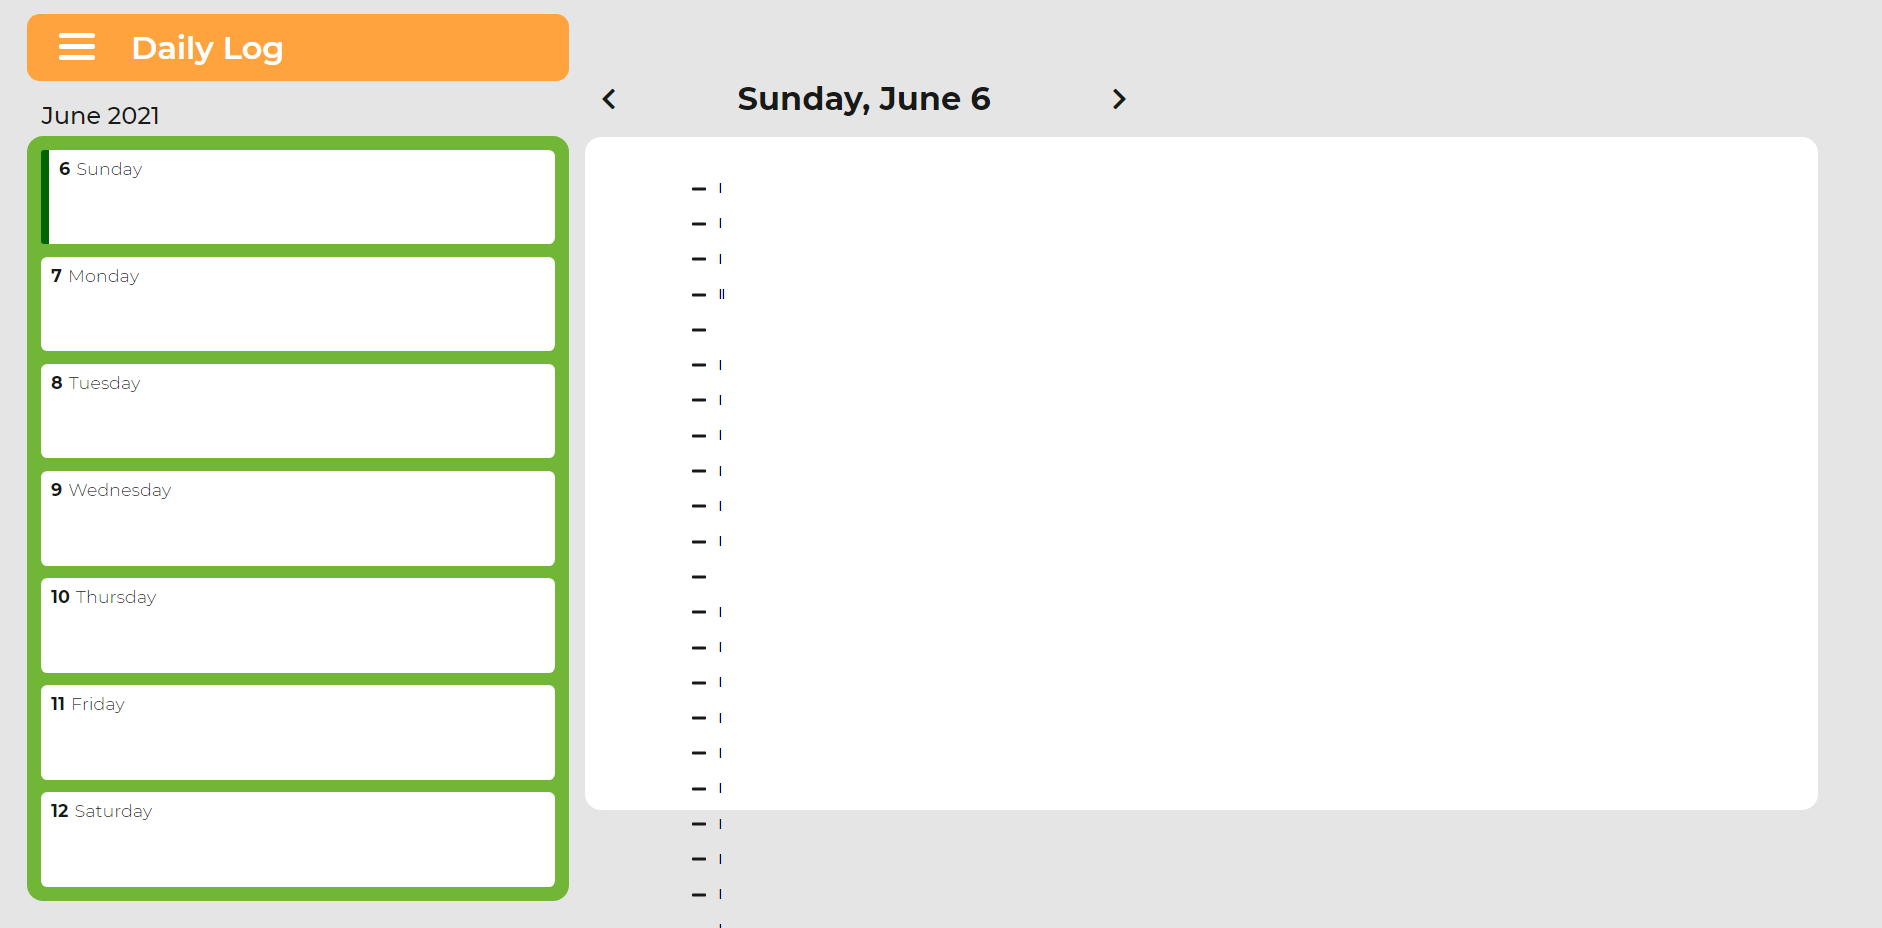 Daily Log
June 2021
6 Sunday
7 Monday
8 Tuesday
9 Wednesday
10 Thursday
11 Friday
12 Saturday
Sunday, June 6
– l
– l
– l
– ll
–
– l
– l
– l
– l
– l
– l
–
– l
– l
– l
– l
– l
– l
– l
– l
– l